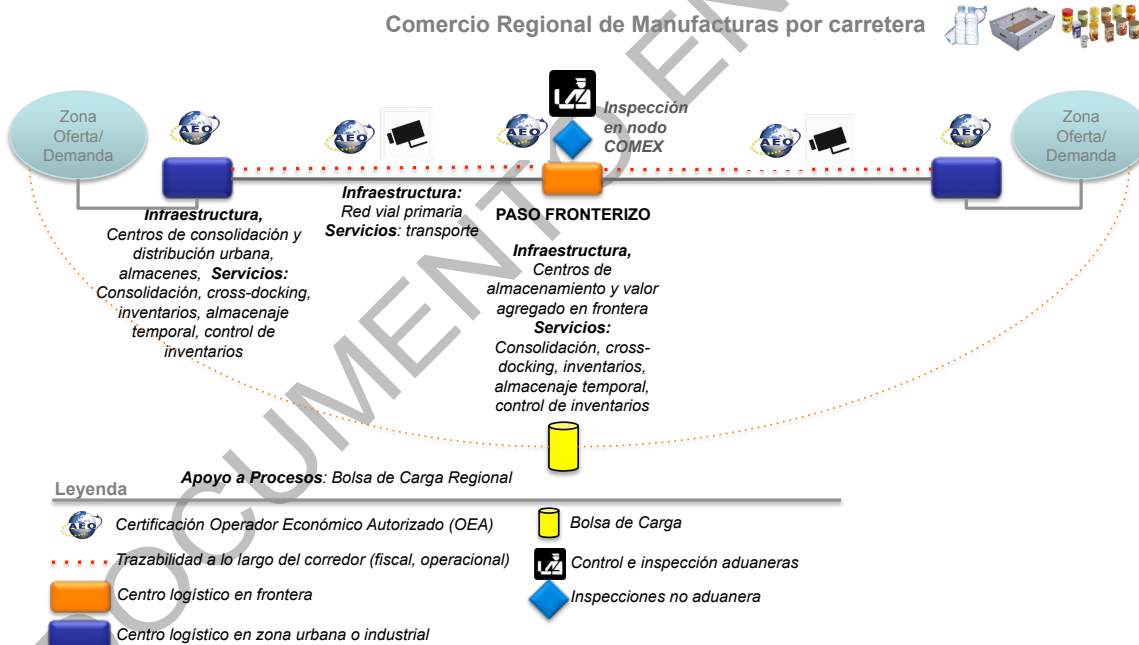 Comercio Regional de Manufacturas por carretera
Zona
Oferta/
Demanda
AEO
AEO
AEO
Inspección
en nodo
COMEX
AEO
AEO
Zona
Oferta/
Demanda
Infraestructura,
Centros de consolidación y
distribución urbana,
almacenes, Servicios:
Consolidación, cross-docking,
inventarios, almacenaje
temporal, control de
inventarios
Infraestructura:
Red vial primaria
Servicios: transporte
PASO FRONTERIZO
Infraestructura,
Centros de
almacenamiento y valor
agregado en frontera
Servicios:
Consolidación, cross-
docking, inventarios,
almacenaje temporal,
control de inventarios
Apoyo a Procesos: Bolsa de Carga Regional
Leyenda
AEO
Certificación Operador Económico Autorizado (OEA)
Trazabilidad a lo largo del corredor (fiscal, operacional)
Centro logístico en frontera
Centro logístico en zona urbana o industrial
Bolsa de Carga
Control e inspección aduaneras
Inspecciones no aduanera
DOCUMENTO EN